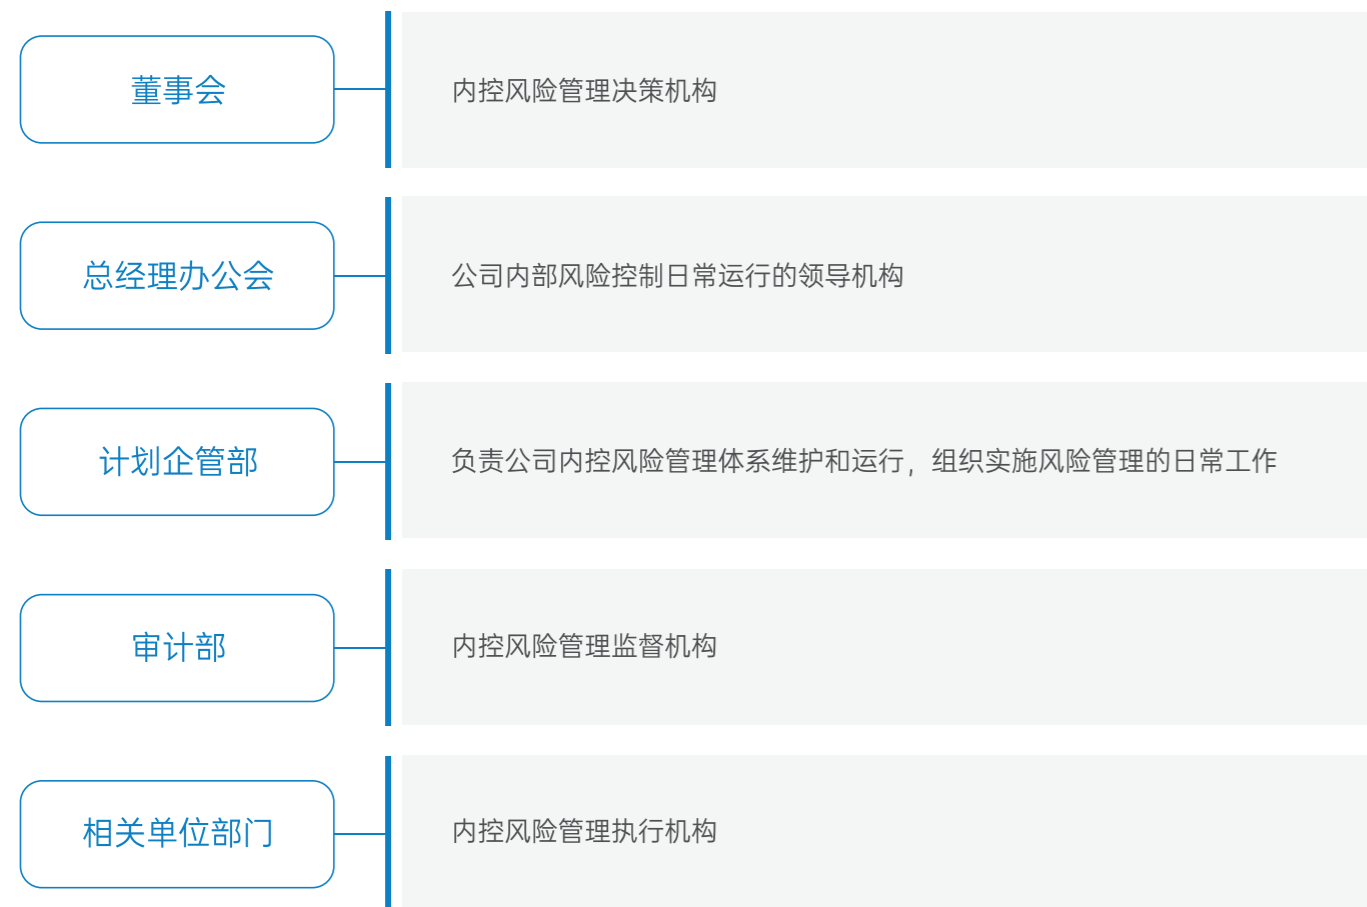 董事会
内控风险管理决策机构
总经理办公会
公司内部风险控制日常运行的领导机构
计划企管部
负责公司内控风险管理体系维护和运行，组织实施风险管理的日常工作
审计部
内控风险管理监督机构
相关单位部门
内控风险管理执行机构